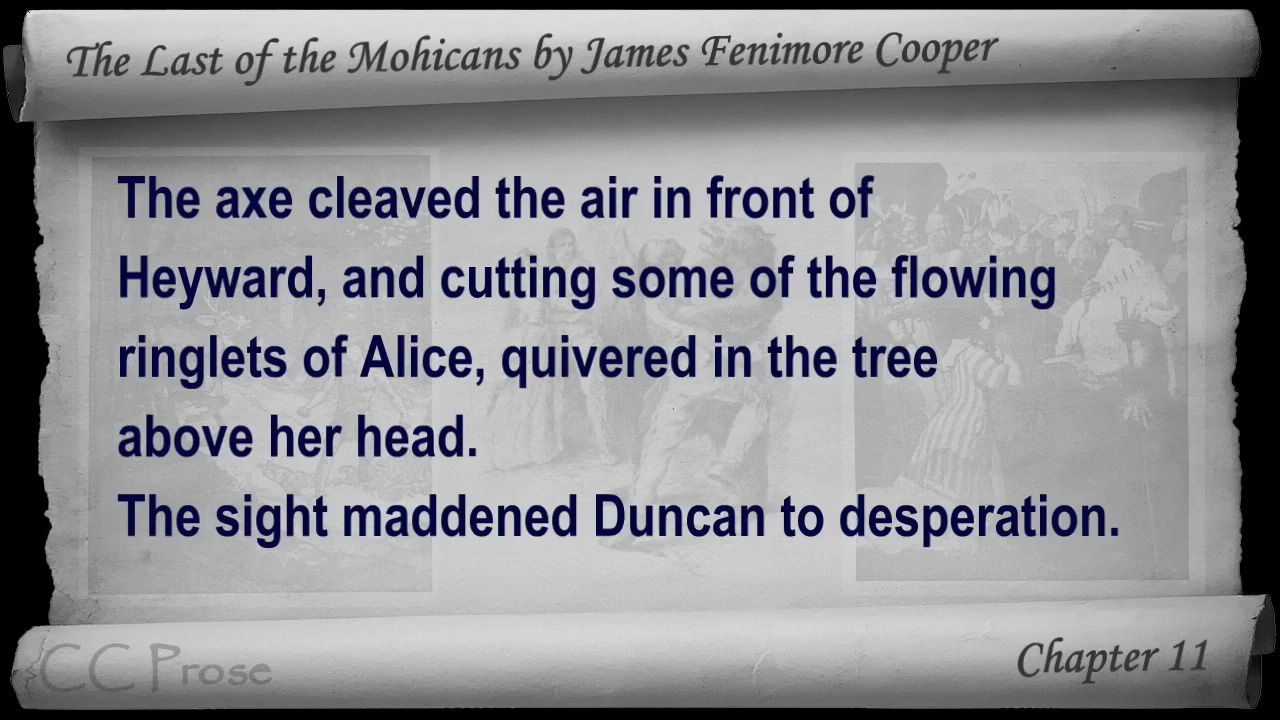 The Last of the Mohicans by James Fenimore Cooper
The axe cleaved the air in front of
Heyward, and cutting some of the flowing
ringlets of Alice, quivered in the tree
above her head.
The sight maddened Duncan to desperation.
CC Prose
Chapter 11